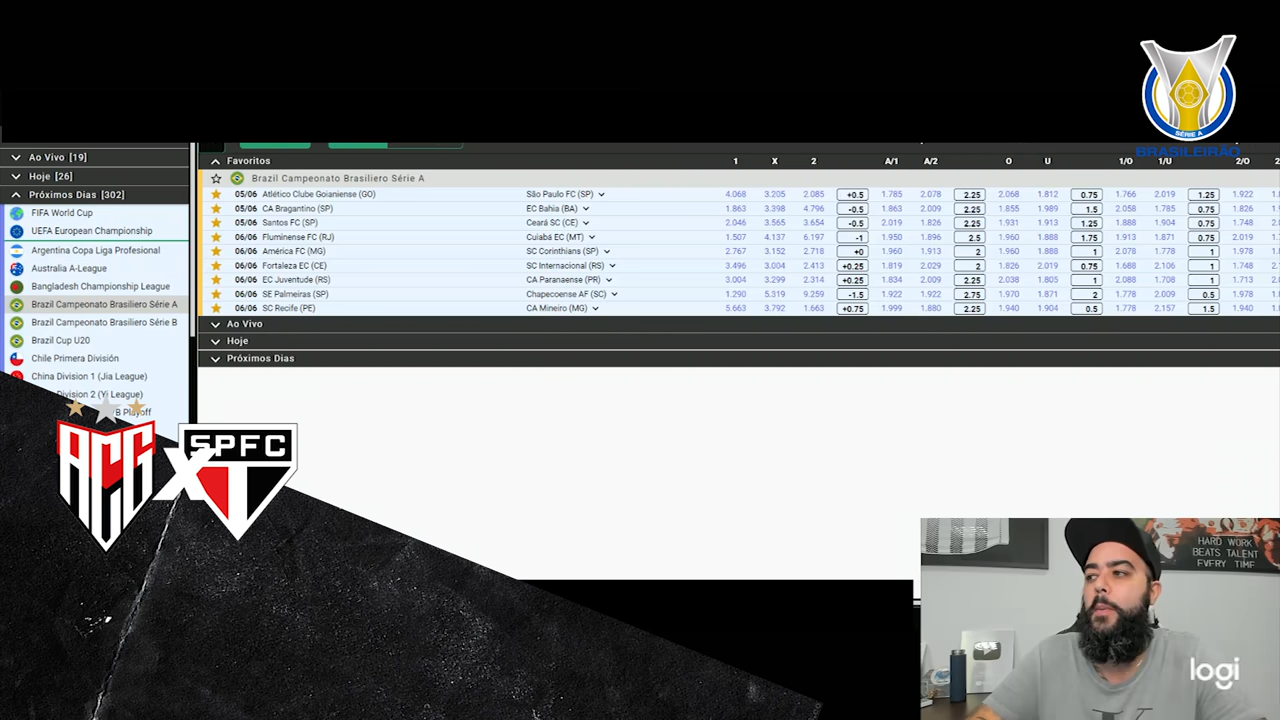 SÉRIE A
BRASILEIRÃO
Ao Vivo [19]
Hoje [26]
Próximos Dias [302]
FIFA World Cup
UEFA European Championship
Argentina Copa Liga Profesional
Australia A-League
Bangladesh Championship League
Brazil Campeonato Brasiliero Série A
Brazil Campeonato Brasiliero Série B
Brazil Cup U20
Chile Primera División
China Division 1 (Jia League)
Division 2 (Yi League)
/B Playoff
Favoritos 1 X 2 A/1 A/2 O U 1/O 1/U 2/O
Brazil Campeonato Brasiliero Série A
05/06 Atlético Clube Goianiense (GO) São Paulo FC (SP) 4.068 3.205 2.085 +0.5 1.785 2.078 2.25 2.068 1.812 0.75 1.766 2.019 1.25 1.922
05/06 CA Bragantino (SP) EC Bahia (BA) 1.863 3.398 4.796 -0.5 1.863 2.009 2.25 1.855 1.989 1.5 2.058 1.785 0.75 1.826
05/06 Santos FC (SP) Ceará SC (CE) 2.046 3.565 3.654 -0.5 2.019 1.826 2.25 1.931 1.913 1.25 1.888 1.904 0.75 1.748
06/06 Fluminense FC (RJ) Cuiabá EC (MT) 1.507 4.137 6.197 -1 1.950 1.896 2.5 1.960 1.888 1.75 1.913 1.871 0.75 2.019
06/06 América FC (MG) SC Corinthians (SP) 2.767 3.152 2.718 +0 1.960 1.913 2 1.960 1.888 1 2.078 1.778 1 1.748
06/06 Fortaleza EC (CE) SC Internacional (RS) 3.496 3.004 2.413 +0.25 1.819 2.029 2 1.826 2.019 0.75 1.688 2.106 1 1.748
06/06 EC Juventude (RS) CA Paranaense (PR) 3.124 3.114 2.537 +0.25 1.834 2.009 2 2.038 1.805 1 2.088 1.708 1 1.713
06/06 SE Palmeiras (SP) Chapecoense AF (SC) 1.290 5.319 9.259 -1.5 1.922 1.922 2.75 1.970 1.871 2 1.778 2.009 0.5 1.978
06/06 SC Recife (PE) CA Mineiro (MG) 5.663 3.792 1.663 +0.75 1.999 1.880 2.25 1.940 1.904 0.5 1.778 2.157 1.5 1.940
Ao Vivo
Hoje
Próximos Dias
ACG X SPFC
HARD WORK
BEATS TALENT
EVERY TIME
logi